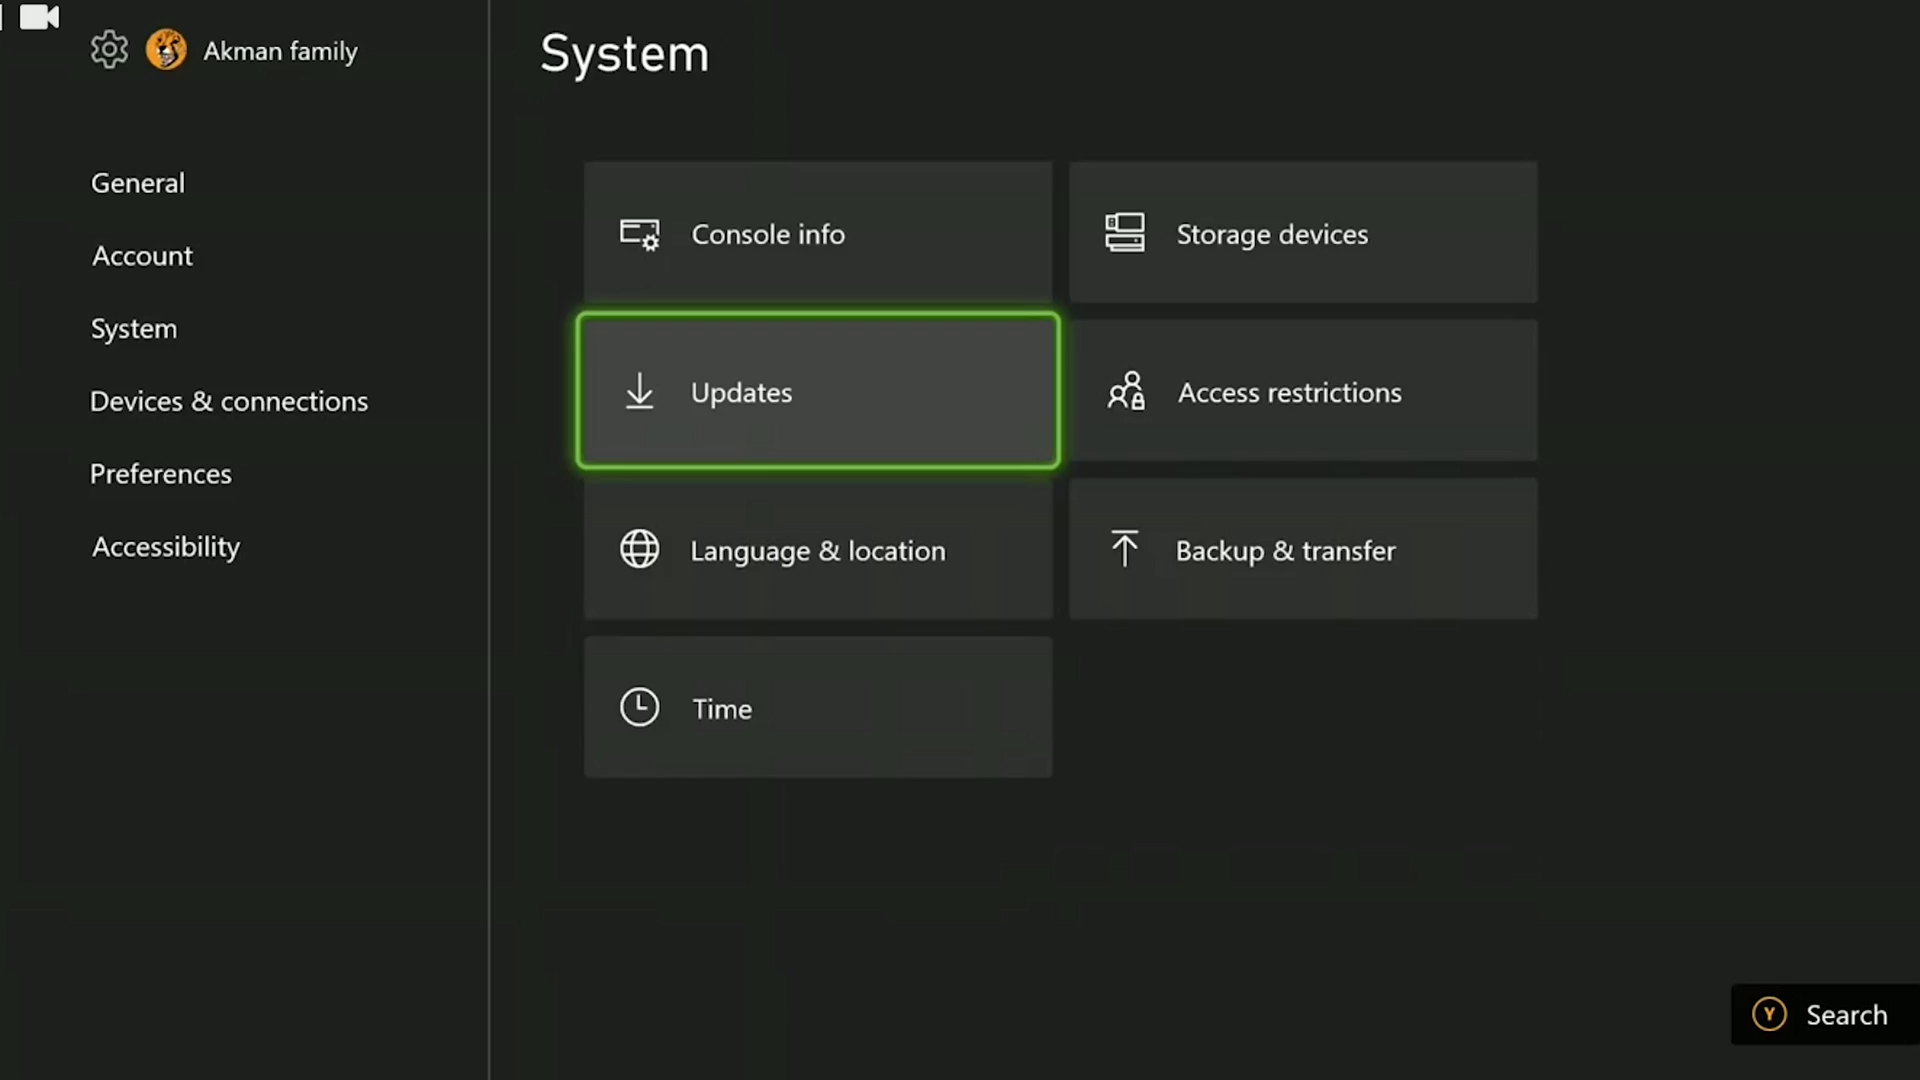 Akman family
General
Account
System
Devices & connections
Preferences
Accessibility
System
Console info
Storage devices
Updates
Access restrictions
Language & location
Backup & transfer
Time
Y Search